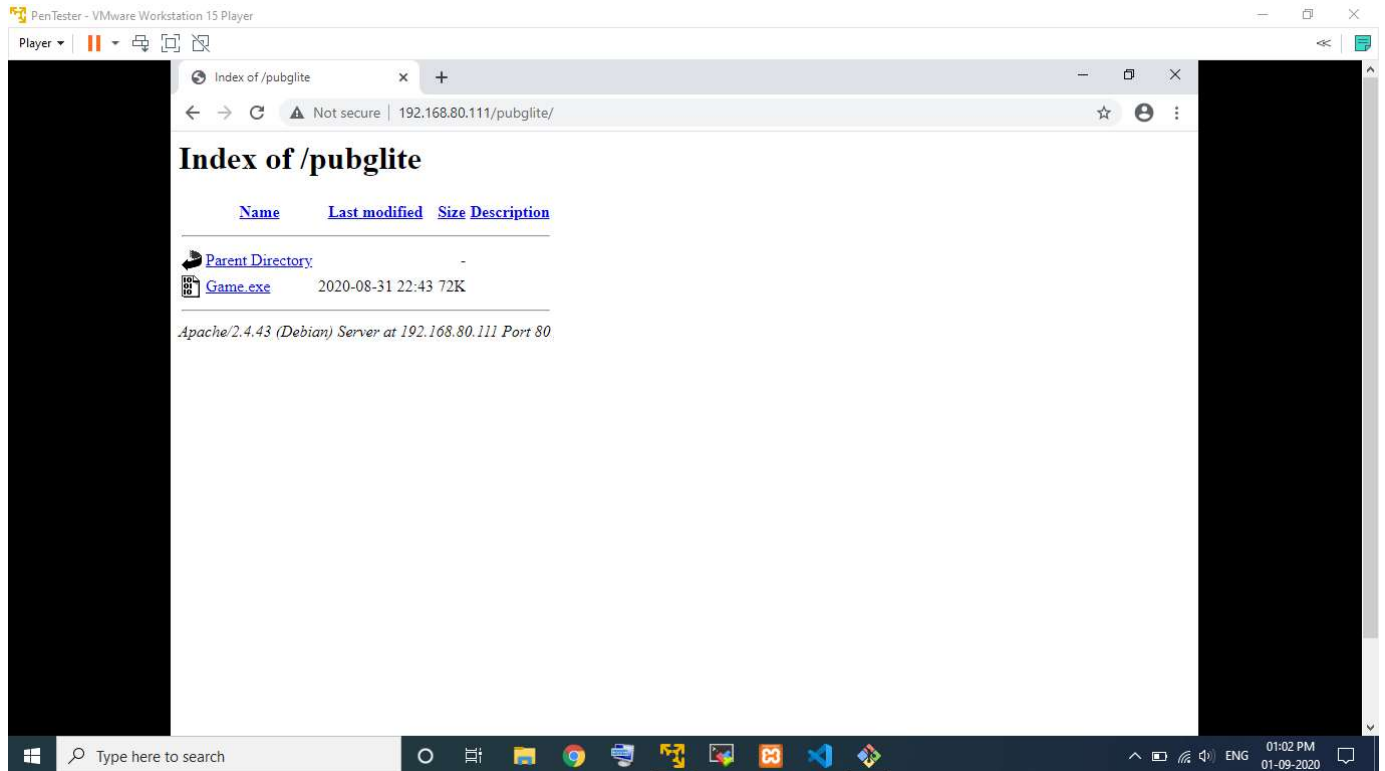 PenTester - VMware Workstation 15 Player
Player
Index of /pubglite
Not secure | 192.168.80.111/pubglite/
Index of /pubglite
Name Last modified Size Description
Parent Directory -
Game.exe 2020-08-31 22:43 72K
Apache/2.4.43 (Debian) Server at 192.168.80.111 Port 80
Type here to search
ENG
01:02 PM
01-09-2020